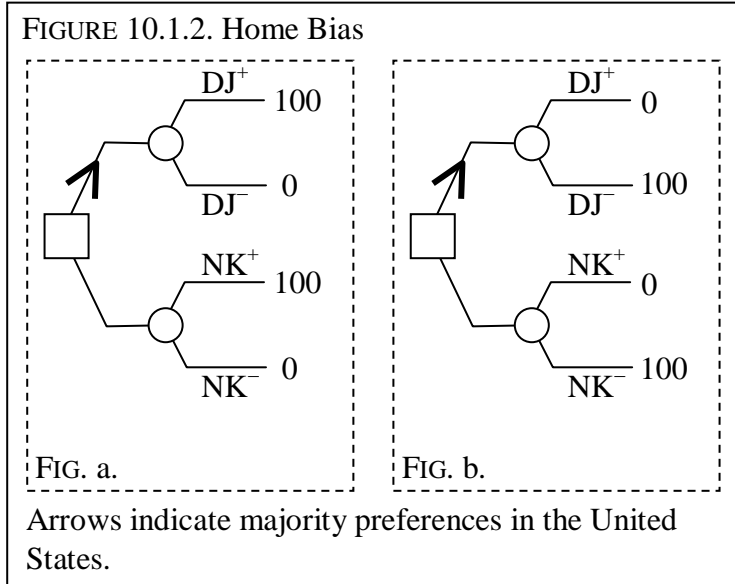 FIGURE 10.1.2. Home Bias
DJ⁺
100
DJ⁻
0
NK⁺
100
NK⁻
0
FIG. a.
DJ⁺
0
DJ⁻
100
NK⁺
0
NK⁻
100
FIG. b.
Arrows indicate majority preferences in the United
States.